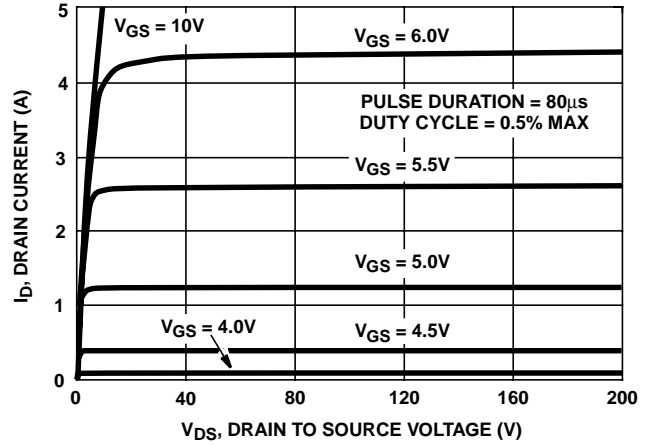 5
4
3
2
1
0
I_D, DRAIN CURRENT (A)
V_GS = 10V
V_GS = 6.0V
PULSE DURATION = 80μs
DUTY CYCLE = 0.5% MAX
V_GS = 5.5V
V_GS = 5.0V
V_GS = 4.0V
V_GS = 4.5V
0 40 80 120 160 200
V_DS, DRAIN TO SOURCE VOLTAGE (V)